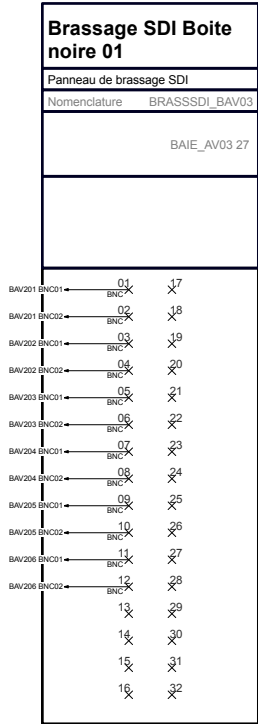 Brassage SDI Boite
noire 01
Panneau de brassage SDI
Nomenclature BRASSSDI_BAV03
BAIE_AV03 27
BAV201 BNC01 BNC 01 17
BAV201 BNC02 BNC 02 18
BAV202 BNC01 BNC 03 19
BAV202 BNC02 BNC 04 20
BAV203 BNC01 BNC 05 21
BAV203 BNC02 BNC 06 22
BAV204 BNC01 BNC 07 23
BAV204 BNC02 BNC 08 24
BAV205 BNC01 BNC 09 25
BAV205 BNC02 BNC 10 26
BAV206 BNC01 BNC 11 27
BAV206 BNC02 BNC 12 28
13 29
14 30
15 31
16 32